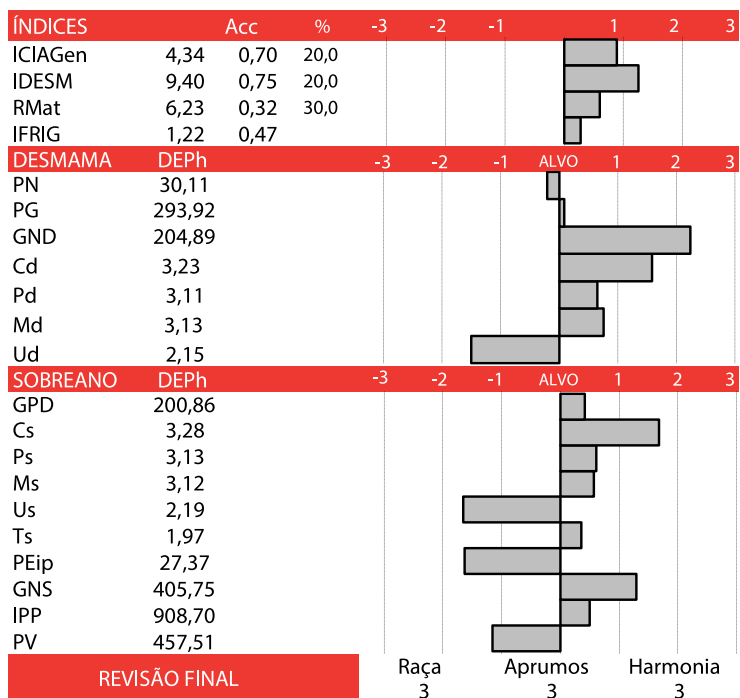 ÍNDICES Acc % -3 -2 -1 1 2 3
ICIAGen 4,34 0,70 20,0
IDESM 9,40 0,75 20,0
RMat 6,23 0,32 30,0
IFRIG 1,22 0,47
DESMAMA DEPh -3 -2 -1 ALVO 1 2 3
PN 30,11
PG 293,92
GND 204,89
Cd 3,23
Pd 3,11
Md 3,13
Ud 2,15
SOBREANO DEPh -3 -2 -1 ALVO 1 2 3
GPD 200,86
Cs 3,28
Ps 3,13
Ms 3,12
Us 2,19
Ts 1,97
PEip 27,37
GNS 405,75
IPP 908,70
PV 457,51
REVISÃO FINAL Raça Aprumos Harmonia
3 3 3